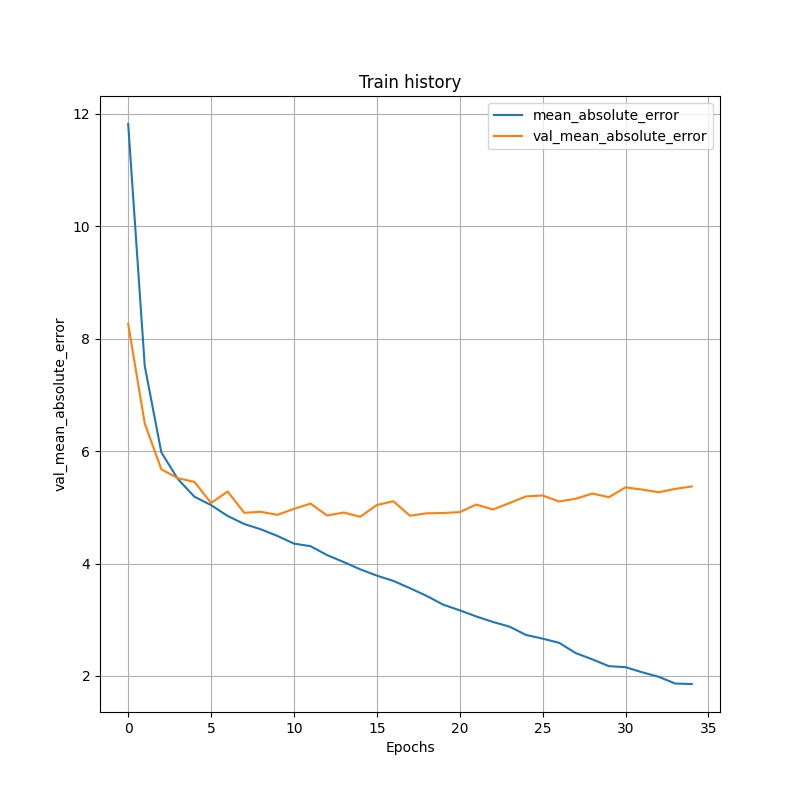 Train history
mean_absolute_error
val_mean_absolute_error
val_mean_absolute_error
12
10
8
6
4
2
0 5 10 15 20 25 30 35
Epochs